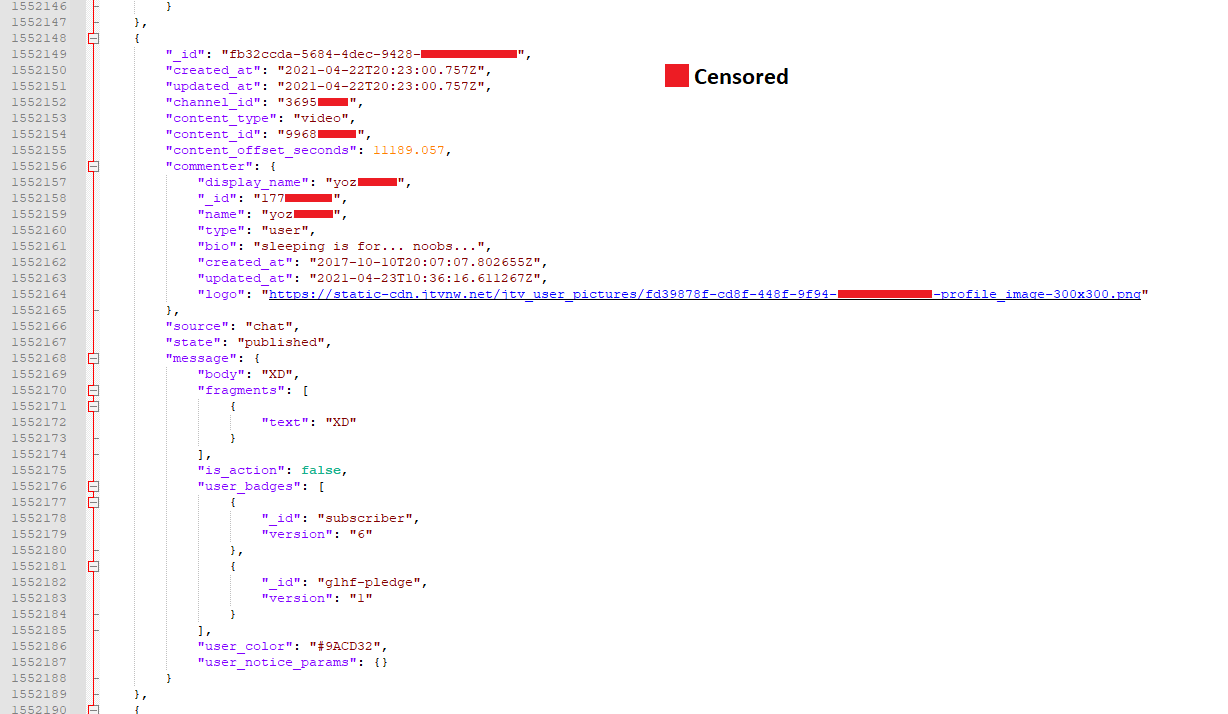 1552146 }
1552147 },
1552148 {
1552149 "_id": "fb32ccda-5684-4dec-9428- ",
1552150 "created_at": "2021-04-22T20:23:00.757Z",
Censored
1552151 "updated_at": "2021-04-22T20:23:00.757Z",
1552152 "channel_id": "3695 ",
1552153 "content_type": "video",
1552154 "content_id": "9968 ",
1552155 "content_offset_seconds": 11189.057,
1552156 "commenter": {
1552157 "display_name": "yoz ",
1552158 "_id": "177 ",
1552159 "name": "yoz ",
1552160 "type": "user",
1552161 "bio": "sleeping is for... noobs...",
1552162 "created_at": "2017-10-10T20:07:07.802655Z",
1552163 "updated_at": "2021-04-23T10:36:16.611267Z",
1552164 "logo": "https://static-cdn.jtvnw.net/jtv_user_pictures/fd39878f-cd8f-448f-9f94- -profile_image-300x300.png"
1552165 },
1552166 "source": "chat",
1552167 "state": "published",
1552168 "message": {
1552169 "body": "XD",
1552170 "fragments": [
1552171 {
1552172 "text": "XD"
1552173 }
1552174 ],
1552175 "is_action": false,
1552176 "user_badges": [
1552177 {
1552178 "_id": "subscriber",
1552179 "version": "6"
1552180 },
1552181 {
1552182 "_id": "glhf-pledge",
1552183 "version": "1"
1552184 }
1552185 ],
1552186 "user_color": "#9ACD32",
1552187 "user_notice_params": {}
1552188 }
1552189 },
1552190 {